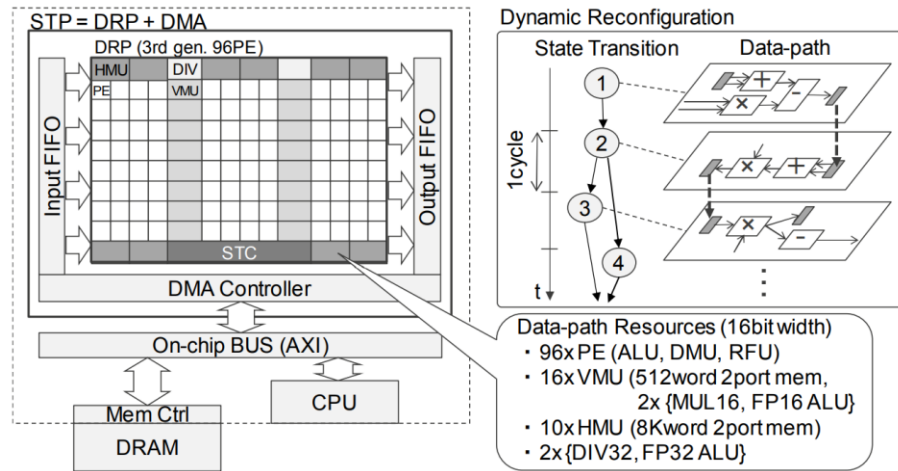 STP = DRP + DMA
DRP (3rd gen. 96PE)
HMU
DIV
PE
VMU
Input FIFO
Output FIFO
STC
DMA Controller
On-chip BUS (AXI)
Mem Ctrl
DRAM
CPU
Dynamic Reconfiguration
State Transition
Data-path
1
2
3
4
1cycle
t
+
×
-
×
+
×
-
Data-path Resources (16bit width)
・96x PE (ALU, DMU, RFU)
・16x VMU (512word 2port mem,
2x {MUL16, FP16 ALU}
・10x HMU (8Kword 2port mem)
・2x {DIV32, FP32 ALU}